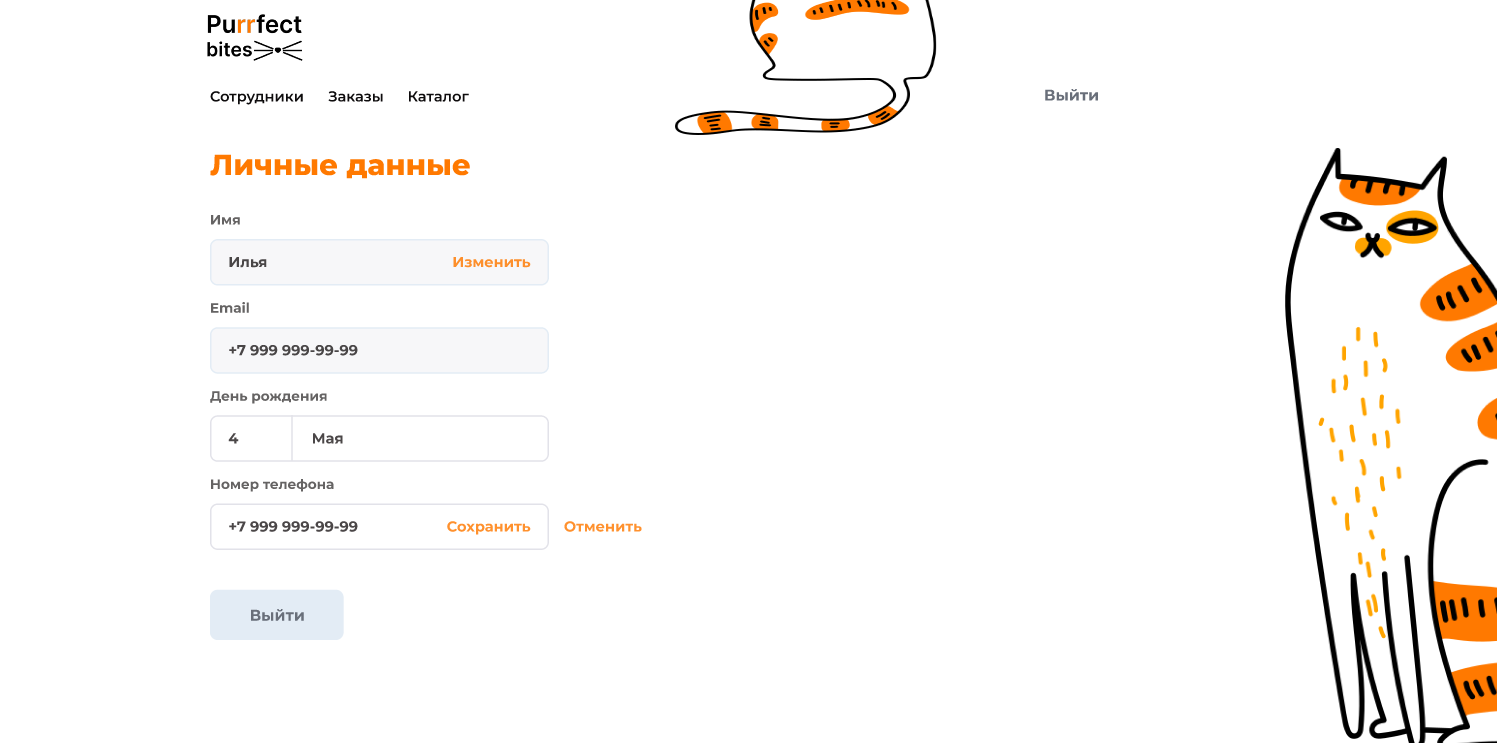 Purrfect
bites
Сотрудники Заказы Каталог Выйти
Личные данные
Имя
Илья Изменить
Email
+7 999 999-99-99
День рождения
4 Мая
Номер телефона
+7 999 999-99-99 Сохранить Отменить
Выйти